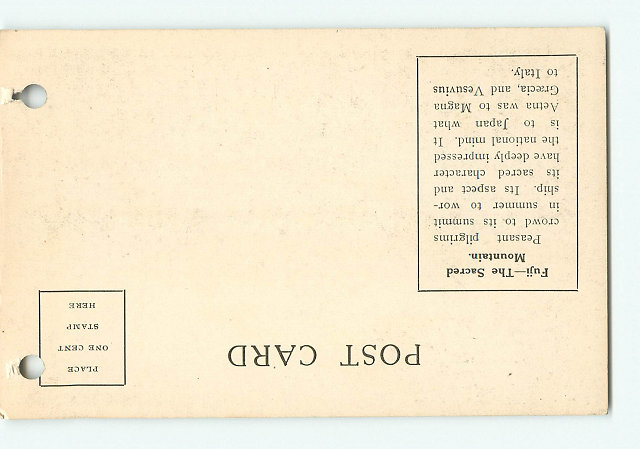 POST CARD
Fuji—The Sacred
Mountain.
Peasant pilgrims
crowd to its summit
in summer to wor-
ship. Its aspect and
its sacred character
have deeply impressed
the national mind. It
is to Japan what
Aetna was to Magna
Græcia, and Vesuvius
to Italy.
PLACE
ONE CENT
STAMP
HERE